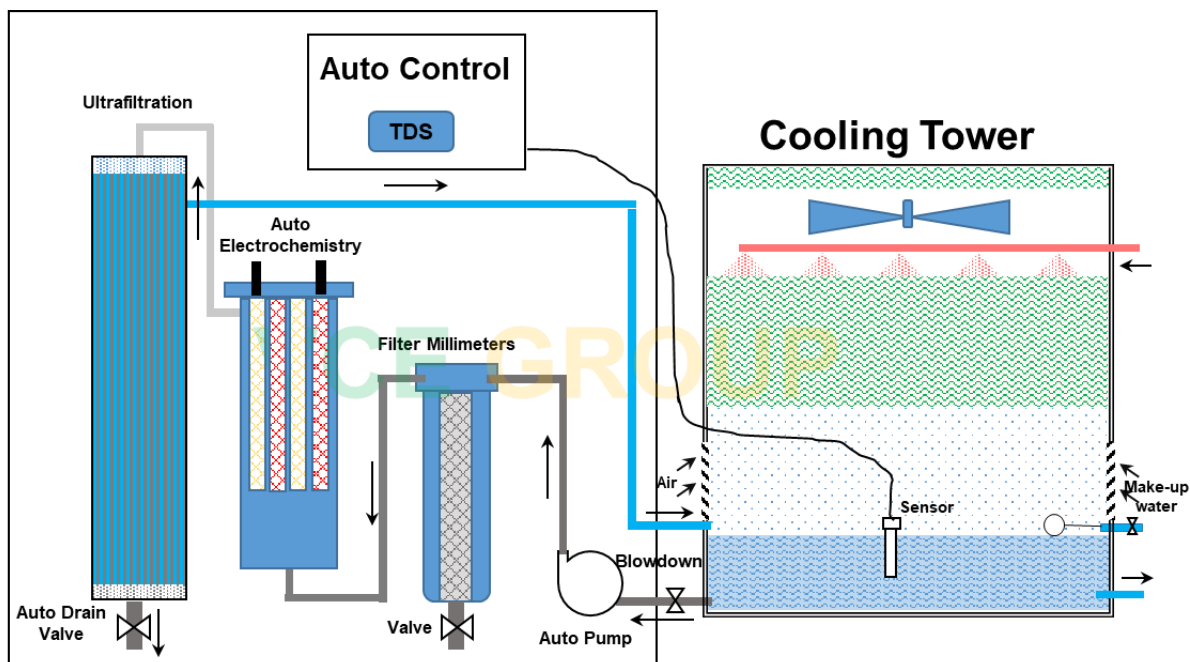 Auto Control
TDS
Ultrafiltration
Cooling Tower
Auto
Electrochemistry
Filter Millimeters
VCE GROUP
Air
Sensor
Make-up
water
Blowdown
Auto Drain
Valve
Valve
Auto Pump